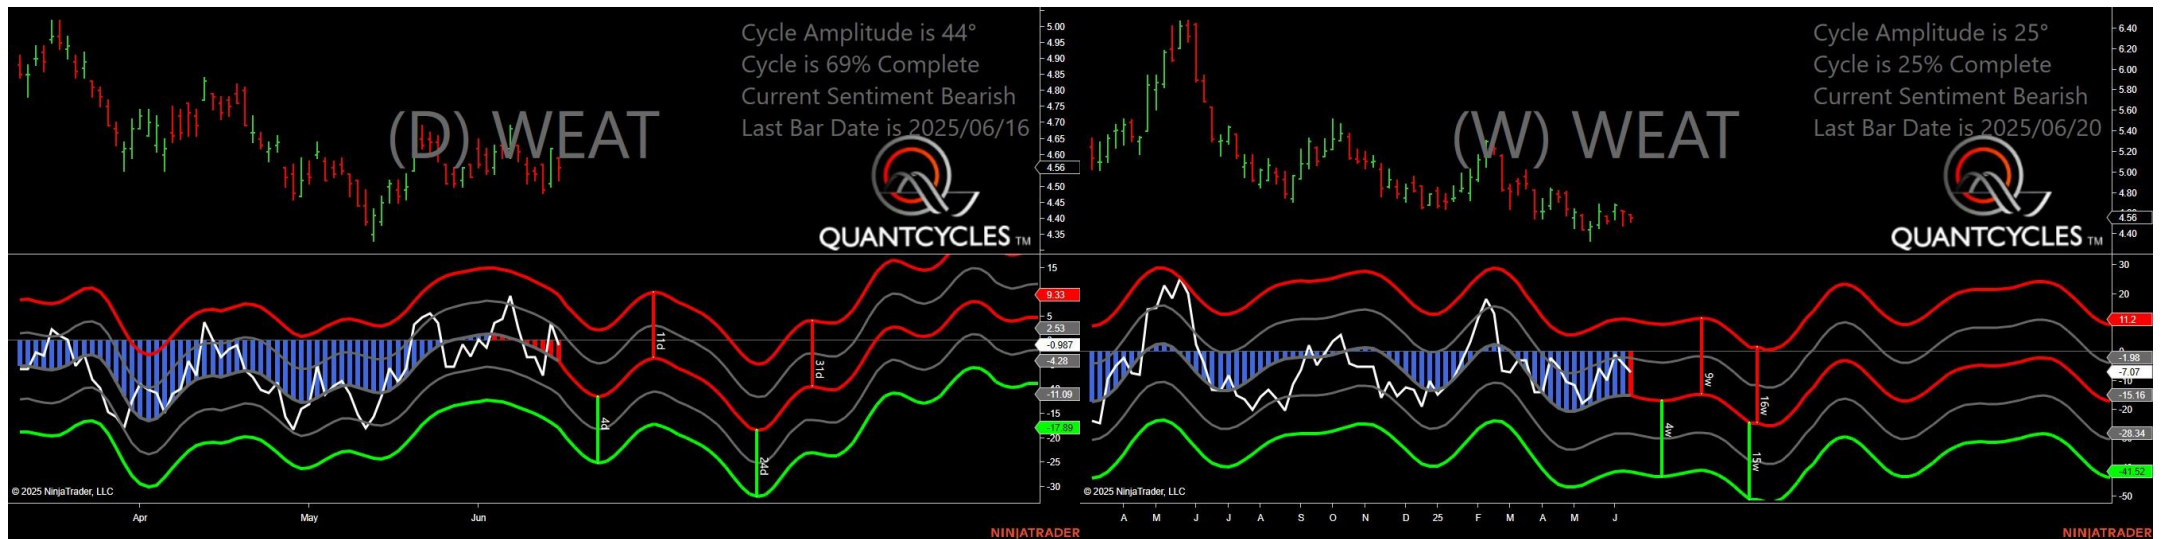 Cycle Amplitude is 44°
Cycle is 69% Complete
Current Sentiment Bearish
Last Bar Date is 2025/06/16
(D) WEAT
QUANTCYCLES TM
5.00
4.95
4.90
4.85
4.80
4.75
4.70
4.65
4.60
4.56
4.50
4.45
4.40
4.35
15
9.33
5
2.53
-0.987
-4.28
-11.09
-15
-17.89
-20
-25
-30
11d
31d
4d
24d
© 2025 NinjaTrader, LLC
Apr May Jun
NINJATRADER
Cycle Amplitude is 25°
Cycle is 25% Complete
Current Sentiment Bearish
Last Bar Date is 2025/06/20
(W) WEAT
QUANTCYCLES TM
6.40
6.20
6.00
5.80
5.60
5.40
5.20
5.00
4.80
4.56
4.40
30
20
11.2
-1.98
-7.07
-15.16
-20
-28.34
-41.52
-50
9w
16w
4w
15w
© 2025 NinjaTrader, LLC
A M J J A S O N D 25 F M A M J
NINJATRADER